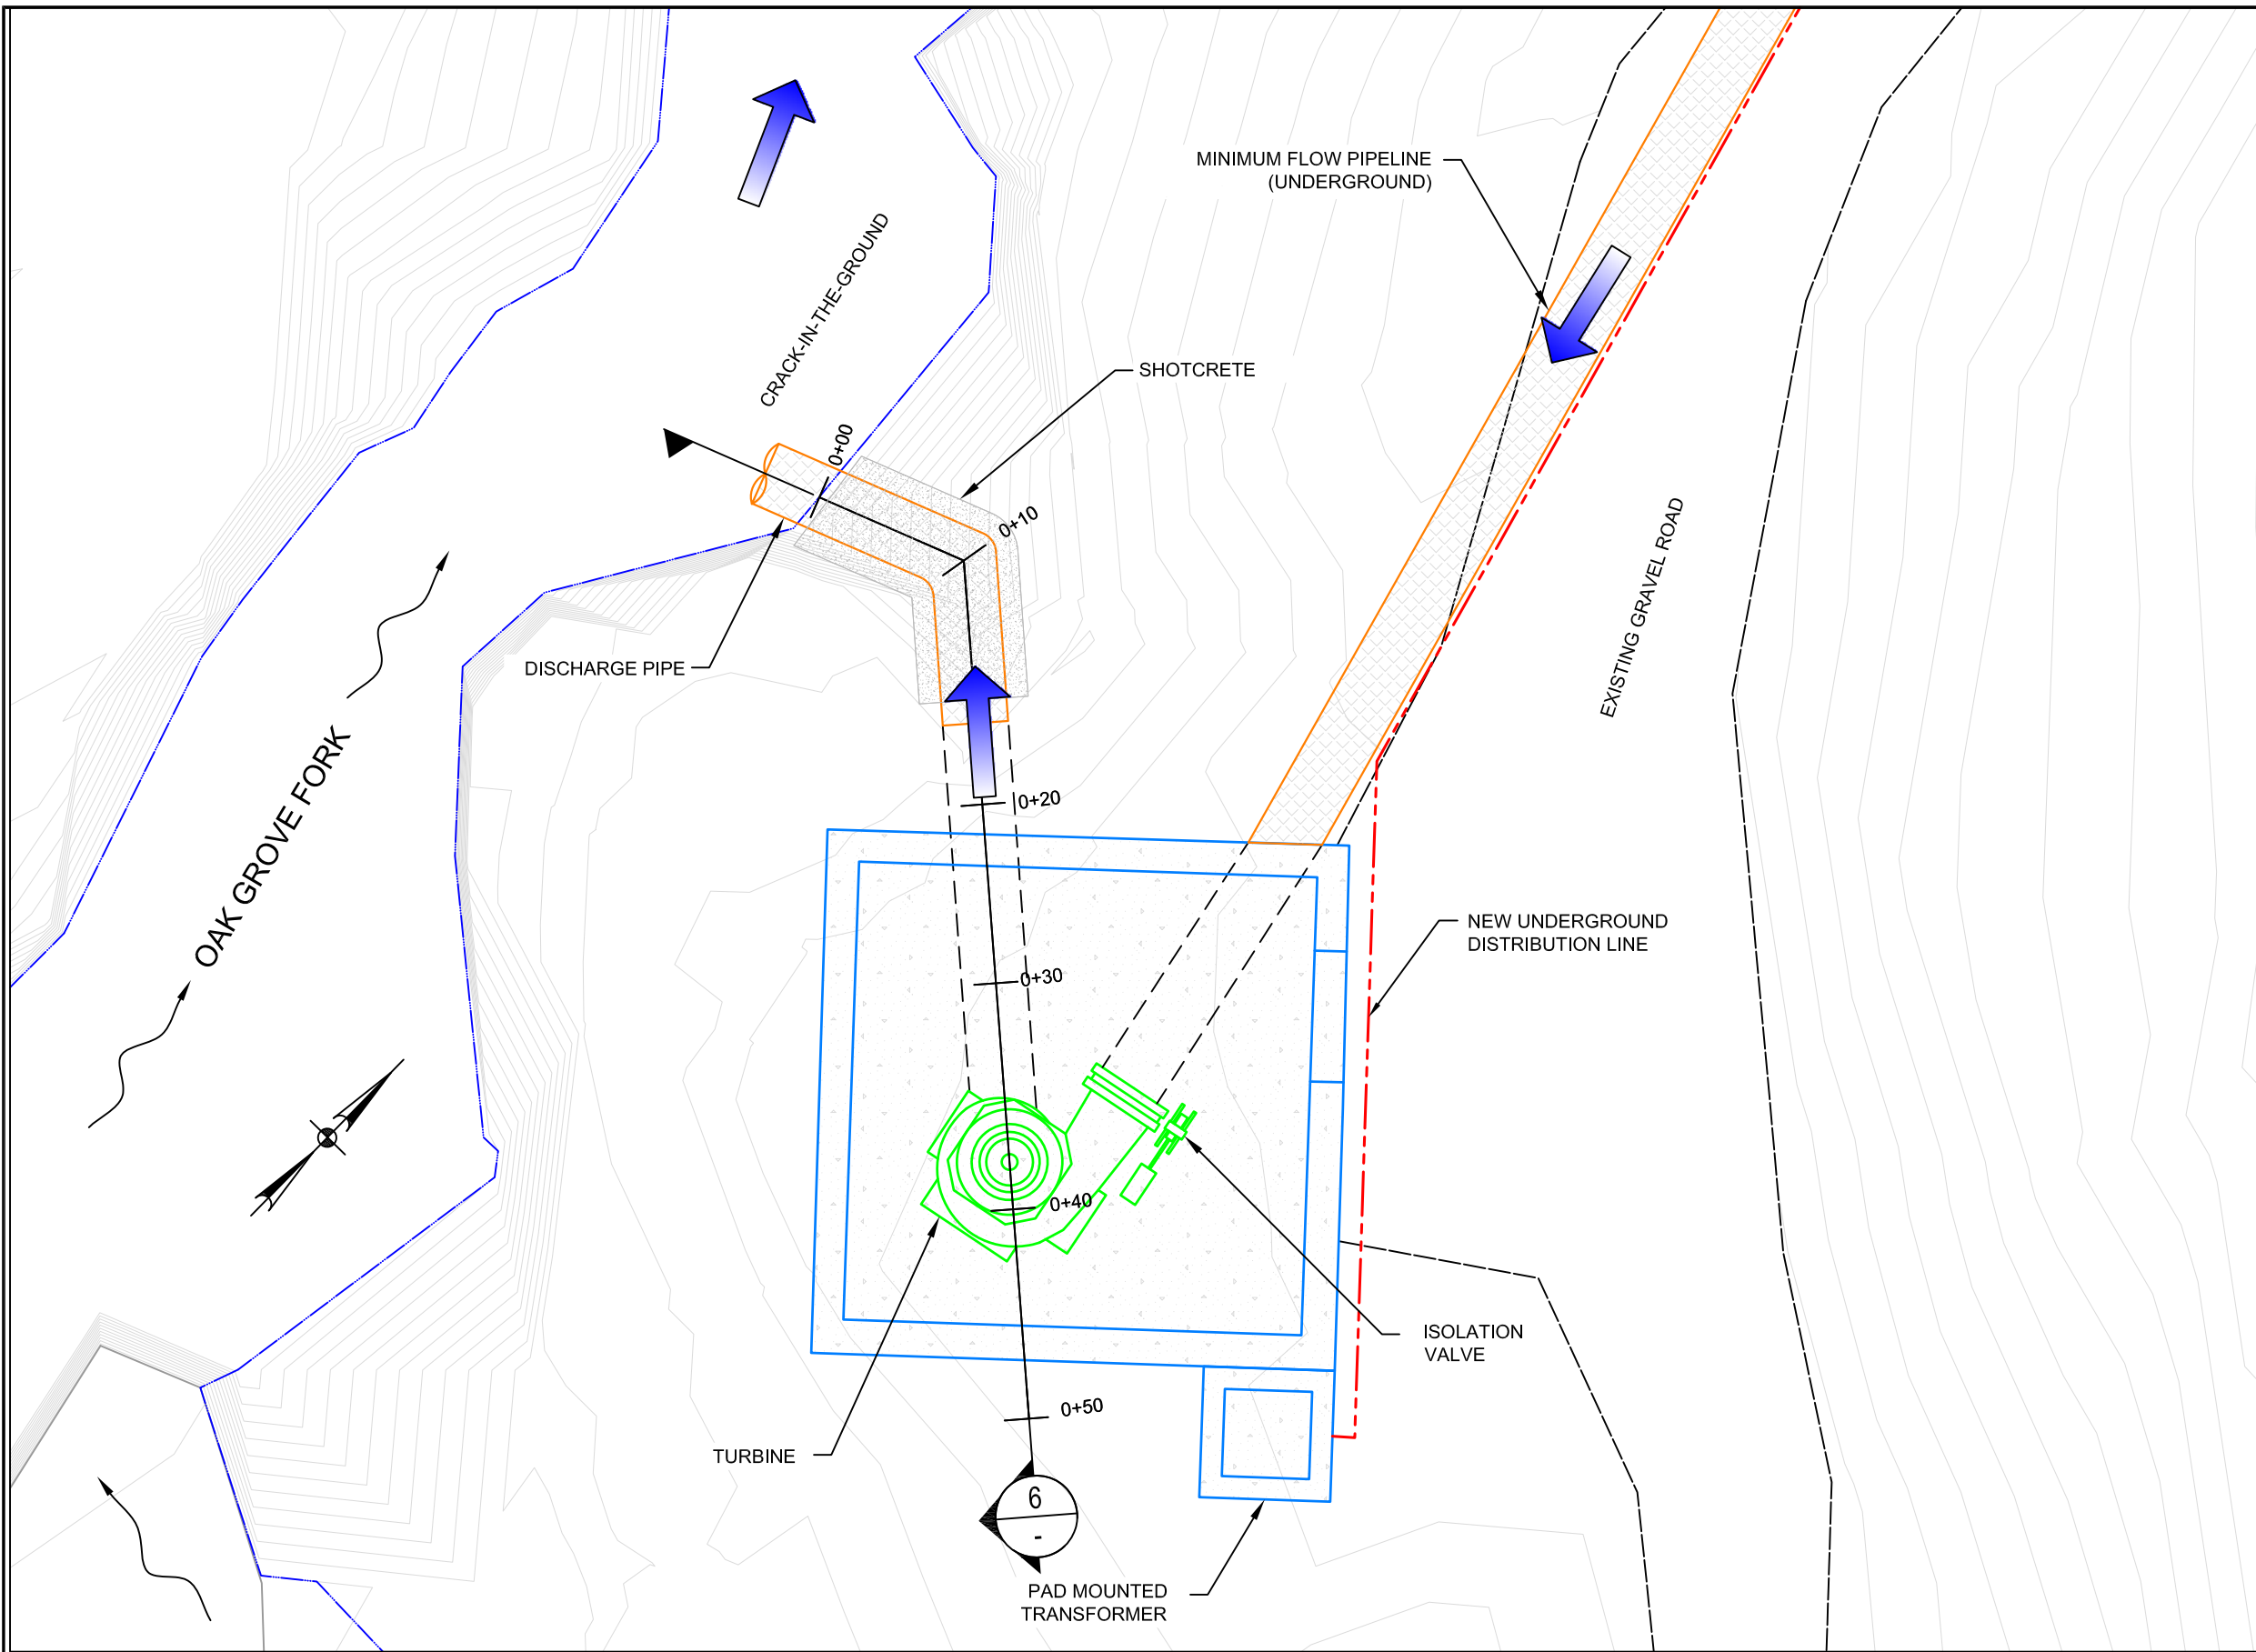 MINIMUM FLOW PIPELINE
(UNDERGROUND)
CRACK-IN-THE-GROUND
SHOTCRETE
0+00
0+10
EXISTING GRAVEL ROAD
DISCHARGE PIPE
OAK GROVE FORK
0+20
NEW UNDERGROUND
DISTRIBUTION LINE
0+30
0+40
ISOLATION
VALVE
0+50
TURBINE
6
-
PAD MOUNTED
TRANSFORMER